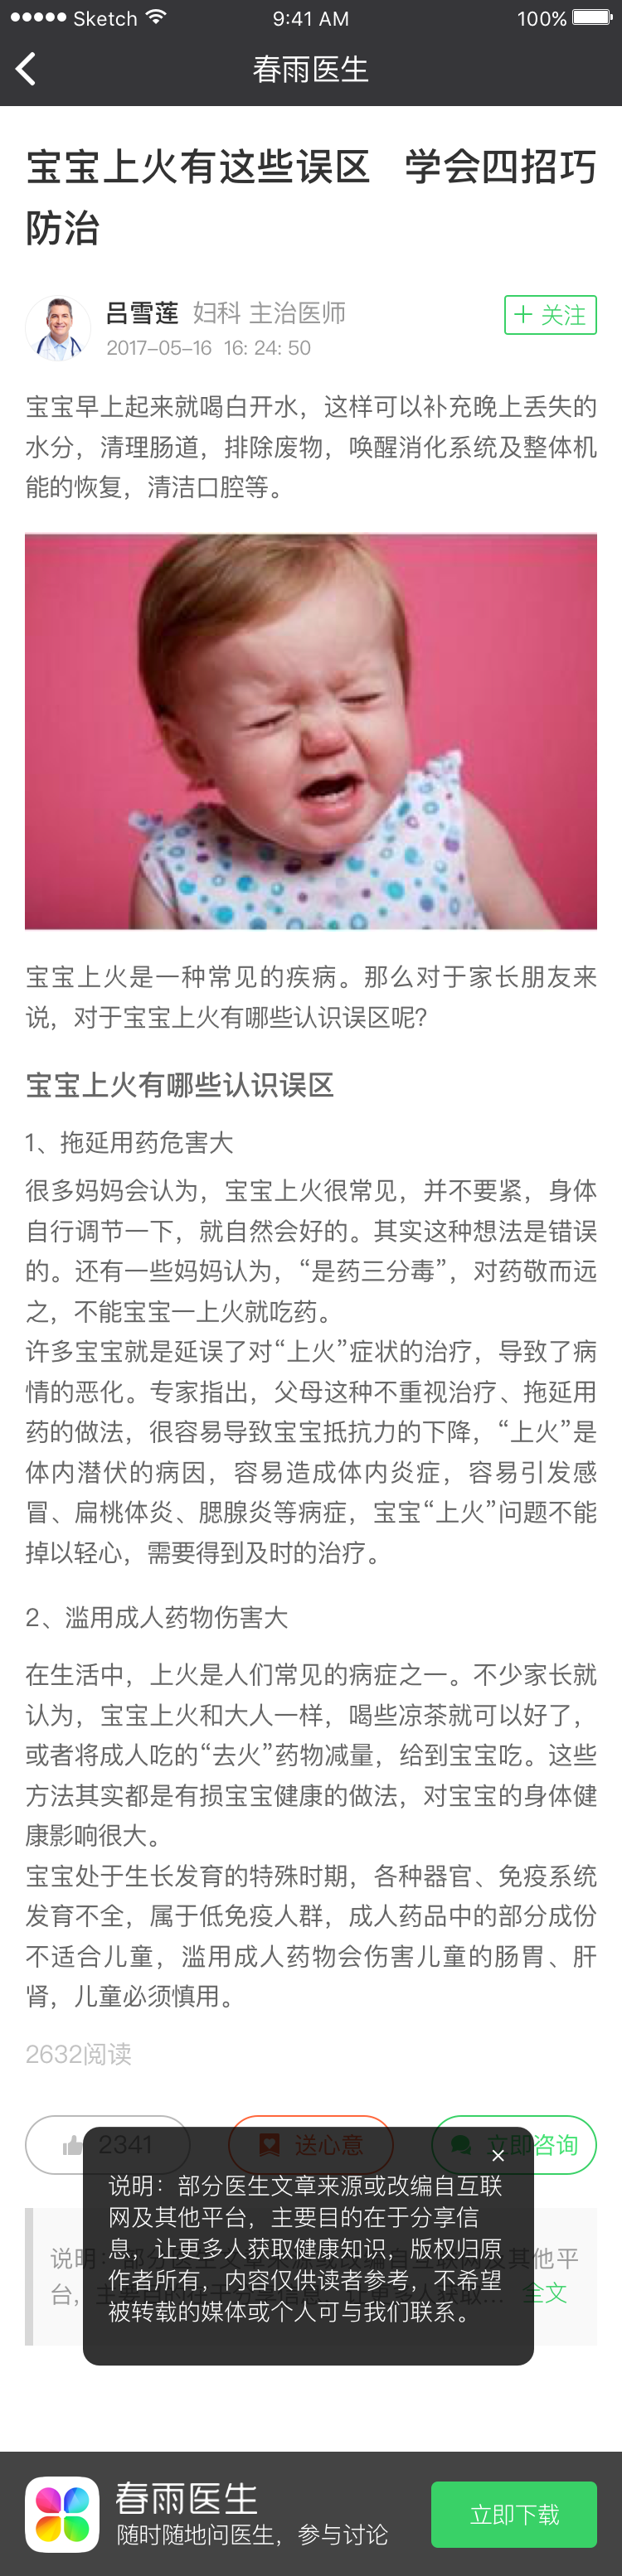 Sketch 9:41 AM 100%
春雨医生
宝宝上火有这些误区 学会四招巧
防治
吕雪莲 妇科 主治医师
+ 关注
2017-05-16 16: 24: 50
宝宝早上起来就喝白开水，这样可以补充晚上丢失的
水分，清理肠道，排除废物，唤醒消化系统及整体机
能的恢复，清洁口腔等。
宝宝上火是一种常见的疾病。那么对于家长朋友来
说，对于宝宝上火有哪些认识误区呢？
宝宝上火有哪些认识误区
1、拖延用药危害大
很多妈妈会认为，宝宝上火很常见，并不要紧，身体
自行调节一下，就自然会好的。其实这种想法是错误
的。还有一些妈妈认为，“是药三分毒”，对药敬而远
之，不能宝宝一上火就吃药。
许多宝宝就是延误了对“上火”症状的治疗，导致了病
情的恶化。专家指出，父母这种不重视治疗、拖延用
药的做法，很容易导致宝宝抵抗力的下降，“上火”是
体内潜伏的病因，容易造成体内炎症，容易引发感
冒、扁桃体炎、腮腺炎等病症，宝宝“上火”问题不能
掉以轻心，需要得到及时的治疗。
2、滥用成人药物伤害大
在生活中，上火是人们常见的病症之一。不少家长就
认为，宝宝上火和大人一样，喝些凉茶就可以好了，
或者将成人吃的“去火”药物减量，给到宝宝吃。这些
方法其实都是有损宝宝健康的做法，对宝宝的身体健
康影响很大。
宝宝处于生长发育的特殊时期，各种器官、免疫系统
发育不全，属于低免疫人群，成人药品中的部分成份
不适合儿童，滥用成人药物会伤害儿童的肠胃、肝
肾，儿童必须慎用。
2632阅读
2341 送心意 立即咨询
说明：部分医生文章来源或改编自互联
网及其他平台，主要目的在于分享信
息，让更多人获取健康知识，版权归原
作者所有，内容仅供读者参考，不希望
被转载的媒体或个人可与我们联系。
说明：部分医生文章来源或改编自互联网及其他平
台，主要目的在于分享信息，让更多人获取... 全文
春雨医生
随时随地问医生，参与讨论
立即下载